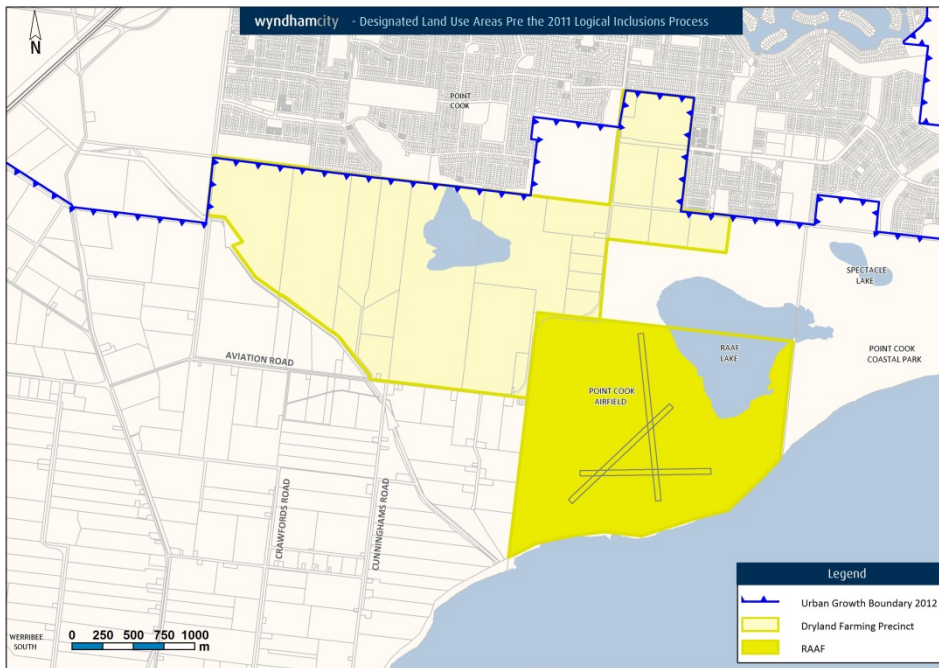 wyndhamcity - Designated Land Use Areas Pre the 2011 Logical Inclusions Process
N
POINT
COOK
SPECTACLE
LAKE
RAAF
LAKE
POINT COOK
COASTAL PARK
AVIATION ROAD
POINT COOK
AIRFIELD
CRAWFORDS ROAD
CUNNINGHAMS ROAD
WERRIBEE
SOUTH
0 250 500 750 1000
m
Legend
Urban Growth Boundary 2012
Dryland Farming Precinct
RAAF